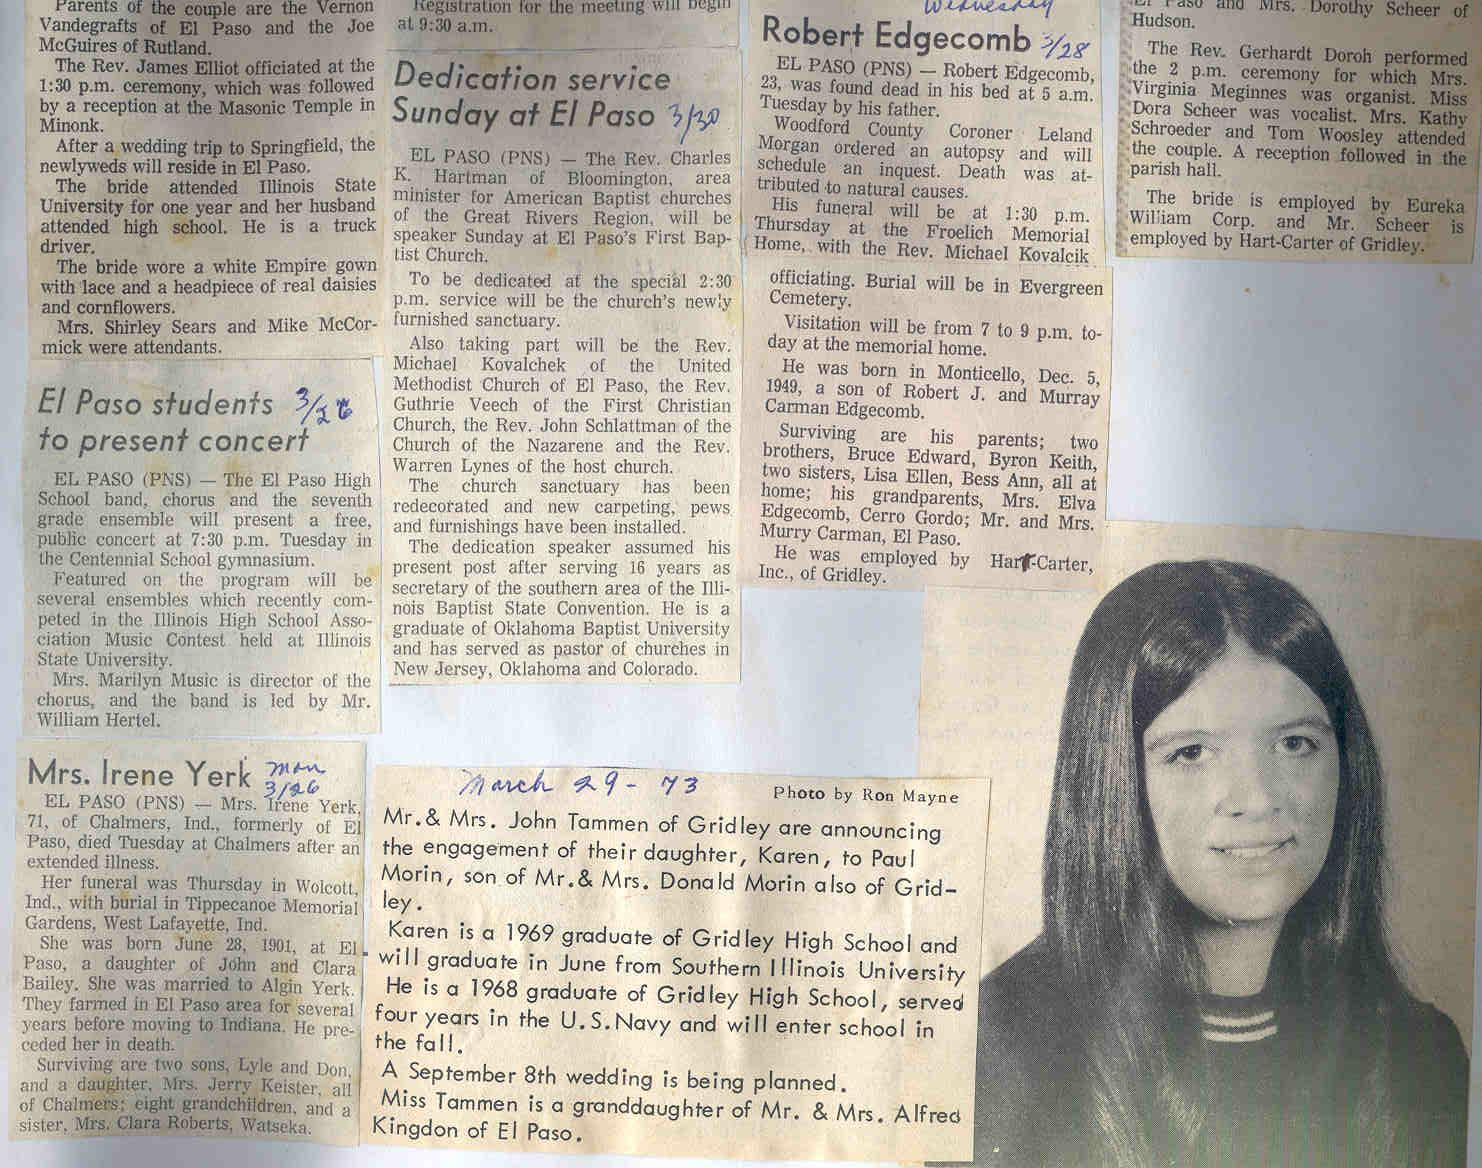 Parents of the couple are the Vernon
Vandegrafts of El Paso and the Joe
McGuires of Rutland.
The Rev. James Elliot officiated at the
1:30 p.m. ceremony, which was followed
by a reception at the Masonic Temple in
Minonk.
After a wedding trip to Springfield, the
newlyweds will reside in El Paso.
The bride attended Illinois State
University for one year and her husband
attended high school. He is a truck
driver.
The bride wore a white Empire gown
with lace and a headpiece of real daisies
and cornflowers.
Mrs. Shirley Sears and Mike McCor-
mick were attendants.
El Paso students 3/26
to present concert
EL PASO (PNS) — The El Paso High
School band, chorus and the seventh
grade ensemble will present a free,
public concert at 7:30 p.m. Tuesday in
the Centennial School gymnasium.
Featured on the program will be
several ensembles which recently com-
peted in the Illinois High School Asso-
ciation Music Contest held at Illinois
State University.
Mrs. Marilyn Music is director of the
chorus, and the band is led by Mr.
William Hertel.
Mrs. Irene Yerk Mon
3/26
EL PASO (PNS) — Mrs. Irene Yerk,
71, of Chalmers, Ind., formerly of El
Paso, died Tuesday at Chalmers after an
extended illness.
Her funeral was Thursday in Wolcott,
Ind., with burial in Tippecanoe Memorial
Gardens, West Lafayette, Ind.
She was born June 28, 1901, at El
Paso, a daughter of John and Clara
Bailey. She was married to Algin Yerk.
They farmed in El Paso area for several
years before moving to Indiana. He pre-
ceded her in death.
Surviving are two sons, Lyle and Don,
and a daughter, Mrs. Jerry Keister, all
of Chalmers; eight grandchildren, and a
sister, Mrs. Clara Roberts, Watseka.
Registration for the meeting will begin
at 9:30 a.m.
Dedication service
Sunday at El Paso 3/30
EL PASO (PNS) — The Rev. Charles
K. Hartman of Bloomington, area
minister for American Baptist churches
of the Great Rivers Region, will be
speaker Sunday at El Paso's First Bap-
tist Church.
To be dedicated at the special 2:30
p.m. service will be the church's newly
furnished sanctuary.
Also taking part will be the Rev.
Michael Kovalchek of the United
Methodist Church of El Paso, the Rev.
Guthrie Veech of the First Christian
Church, the Rev. John Schlattman of the
Church of the Nazarene and the Rev.
Warren Lynes of the host church.
The church sanctuary has been
redecorated and new carpeting, pews
and furnishings have been installed.
The dedication speaker assumed his
present post after serving 16 years as
secretary of the southern area of the Illi-
nois Baptist State Convention. He is a
graduate of Oklahoma Baptist University
and has served as pastor of churches in
New Jersey, Oklahoma and Colorado.
Wednesday
Robert Edgecomb 3/28
EL PASO (PNS) — Robert Edgecomb,
23, was found dead in his bed at 5 a.m.
Tuesday by his father.
Woodford County Coroner Leland
Morgan ordered an autopsy and will
schedule an inquest. Death was at-
tributed to natural causes.
His funeral will be at 1:30 p.m.
Thursday at the Froelich Memorial
Home, with the Rev. Michael Kovalcik
officiating. Burial will be in Evergreen
Cemetery.
Visitation will be from 7 to 9 p.m. to-
day at the memorial home.
He was born in Monticello, Dec. 5,
1949, a son of Robert J. and Murray
Carman Edgecomb.
Surviving are his parents; two
brothers, Bruce Edward, Byron Keith,
two sisters, Lisa Ellen, Bess Ann, all at
home; his grandparents, Mrs. Elva
Edgecomb, Cerro Gordo; Mr. and Mrs.
Murry Carman, El Paso.
He was employed by Hart-Carter,
Inc., of Gridley.
El Paso and Mrs. Dorothy Scheer of
Hudson.
The Rev. Gerhardt Doroh performed
the 2 p.m. ceremony for which Mrs.
Virginia Meginnes was organist. Miss
Dora Scheer was vocalist. Mrs. Kathy
Schroeder and Tom Woosley attended
the couple. A reception followed in the
parish hall.
The bride is employed by Eureka
William Corp. and Mr. Scheer is
employed by Hart-Carter of Gridley.
March 29 - 73
Photo by Ron Mayne
Mr.& Mrs. John Tammen of Gridley are announcing
the engagement of their daughter, Karen, to Paul
Morin, son of Mr.& Mrs. Donald Morin also of Grid-
ley.
Karen is a 1969 graduate of Gridley High School and
will graduate in June from Southern Illinois University
He is a 1968 graduate of Gridley High School, served
four years in the U.S.Navy and will enter school in
the fall.
A September 8th wedding is being planned.
Miss Tammen is a granddaughter of Mr. & Mrs. Alfred
Kingdon of El Paso.